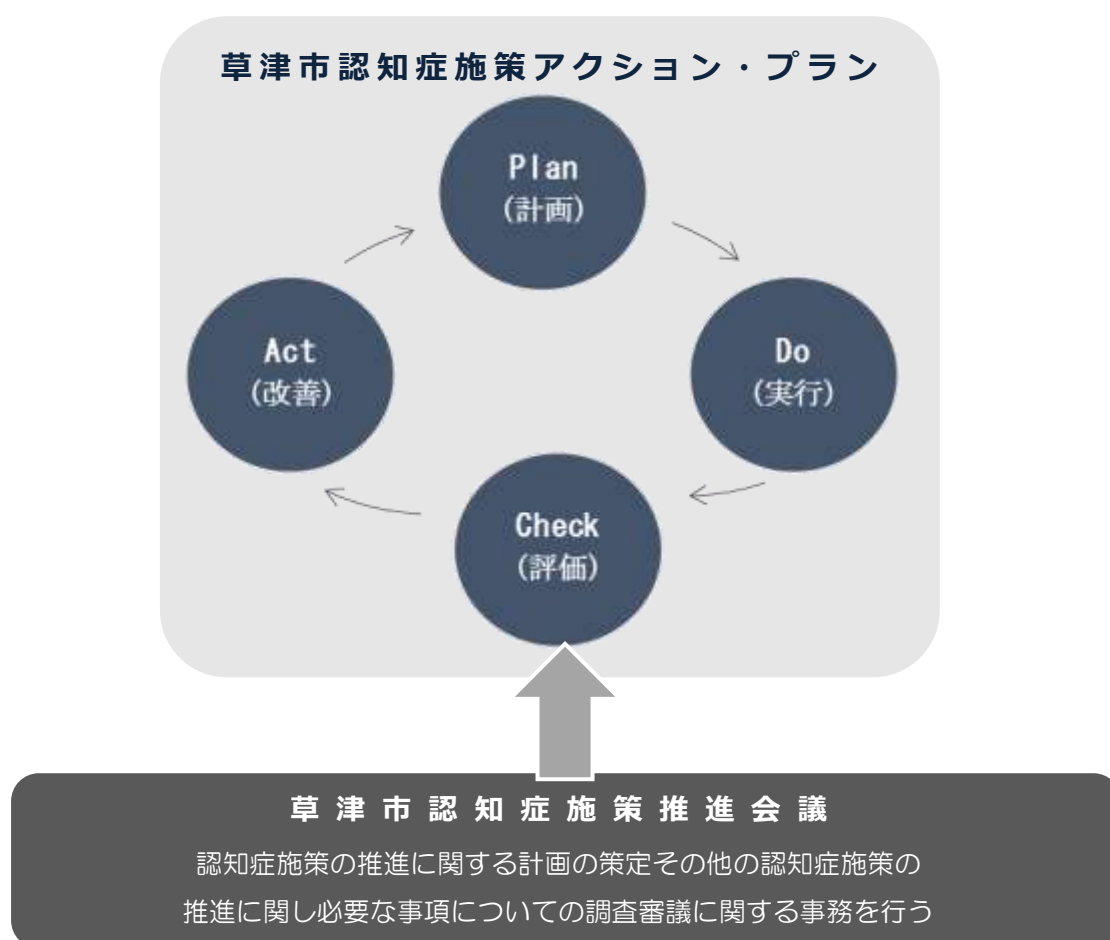 草津市認知症施策アクション・プラン
Plan
(計画)
Act
(改善)
Do
(実行)
Check
(評価)
草津市認知症施策推進会議
認知症施策の推進に関する計画の策定その他の認知症施策の
推進に関し必要な事項についての調査審議に関する事務を行う